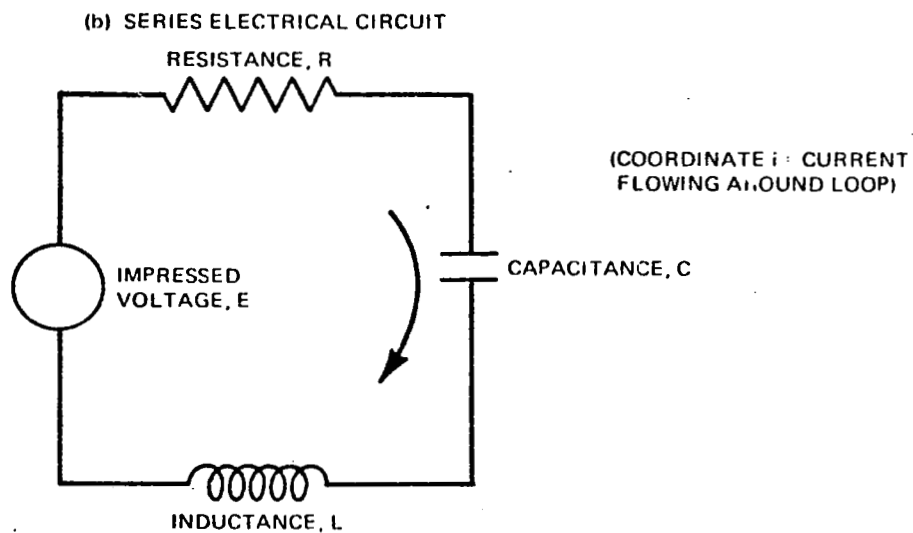 (b) SERIES ELECTRICAL CIRCUIT
RESISTANCE, R
(COORDINATE i : CURRENT
FLOWING AROUND LOOP)
IMPRESSED
VOLTAGE, E
CAPACITANCE, C
INDUCTANCE, L